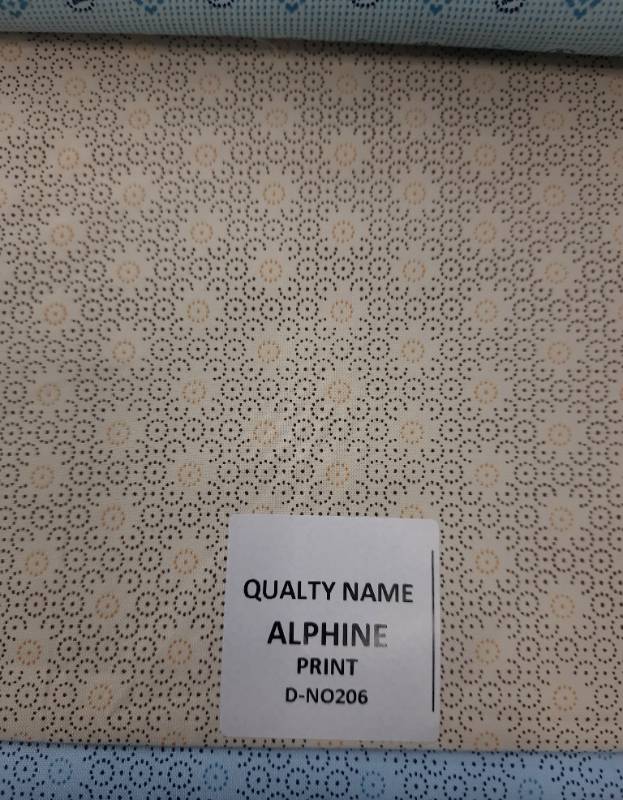 QUALTY NAME
ALPHINE
PRINT
D-NO206